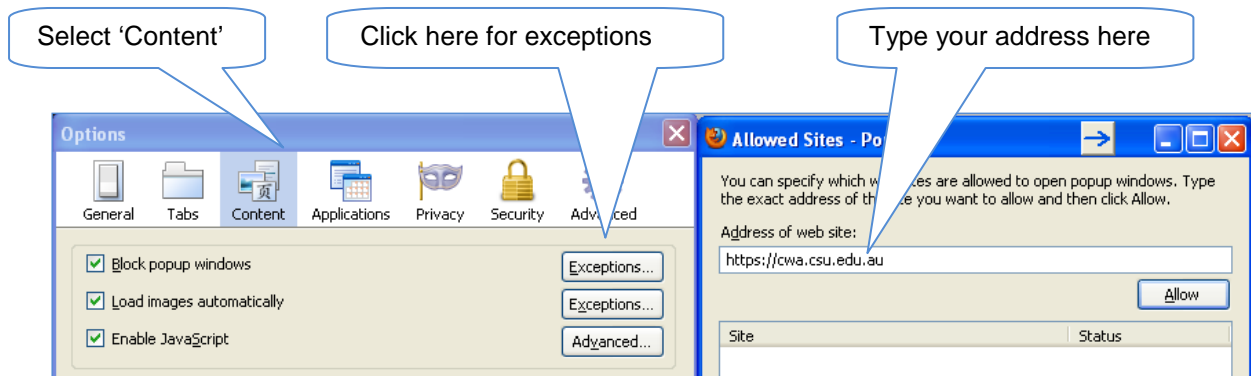 Select ‘Content’
Click here for exceptions
Type your address here
Options
General Tabs Content Applications Privacy Security Advanced
页
Block popup windows
Exceptions...
Load images automatically
Exceptions...
Enable JavaScript
Advanced...
Allowed Sites - Po
You can specify which are allowed to open popup windows. Type
the exact address of you want to allow and then click Allow.
Address of web site:
https://cwa.csu.edu.au
Allow
Site Status